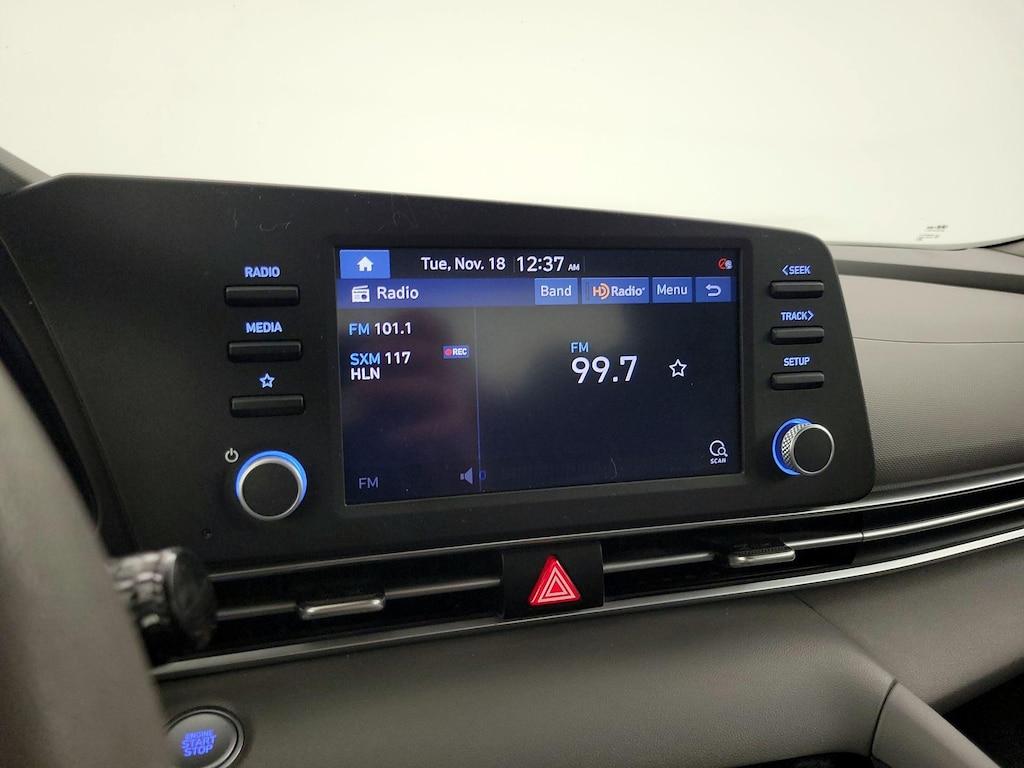 RADIO
MEDIA
Tue, Nov. 18 12:37 AM
Radio
Band
HD Radio
Menu
FM 101.1
SXM 117
REC
HLN
FM
99.7
SCAN
FM
0
<SEEK
TRACK>
SETUP
ENGINE
START
STOP